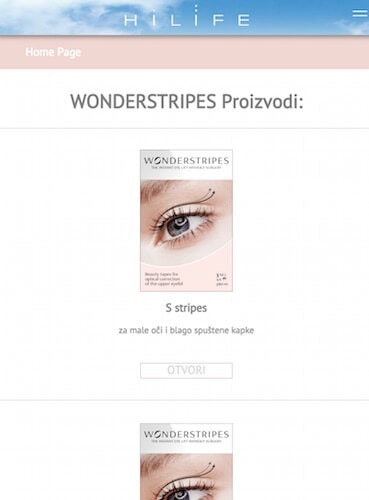 HiLiFE
Home Page
WONDERSTRIPES Proizvodi:
WONDERSTRIPES
THE INSTANT EYE LIFT WITHOUT SURGERY
Beauty tapes for
optical correction
of the upper eyelid
S stripes
za male oči i blago spuštene kapke
OTVORI
WONDERSTRIPES
THE INSTANT EYE LIFT WITHOUT SURGERY